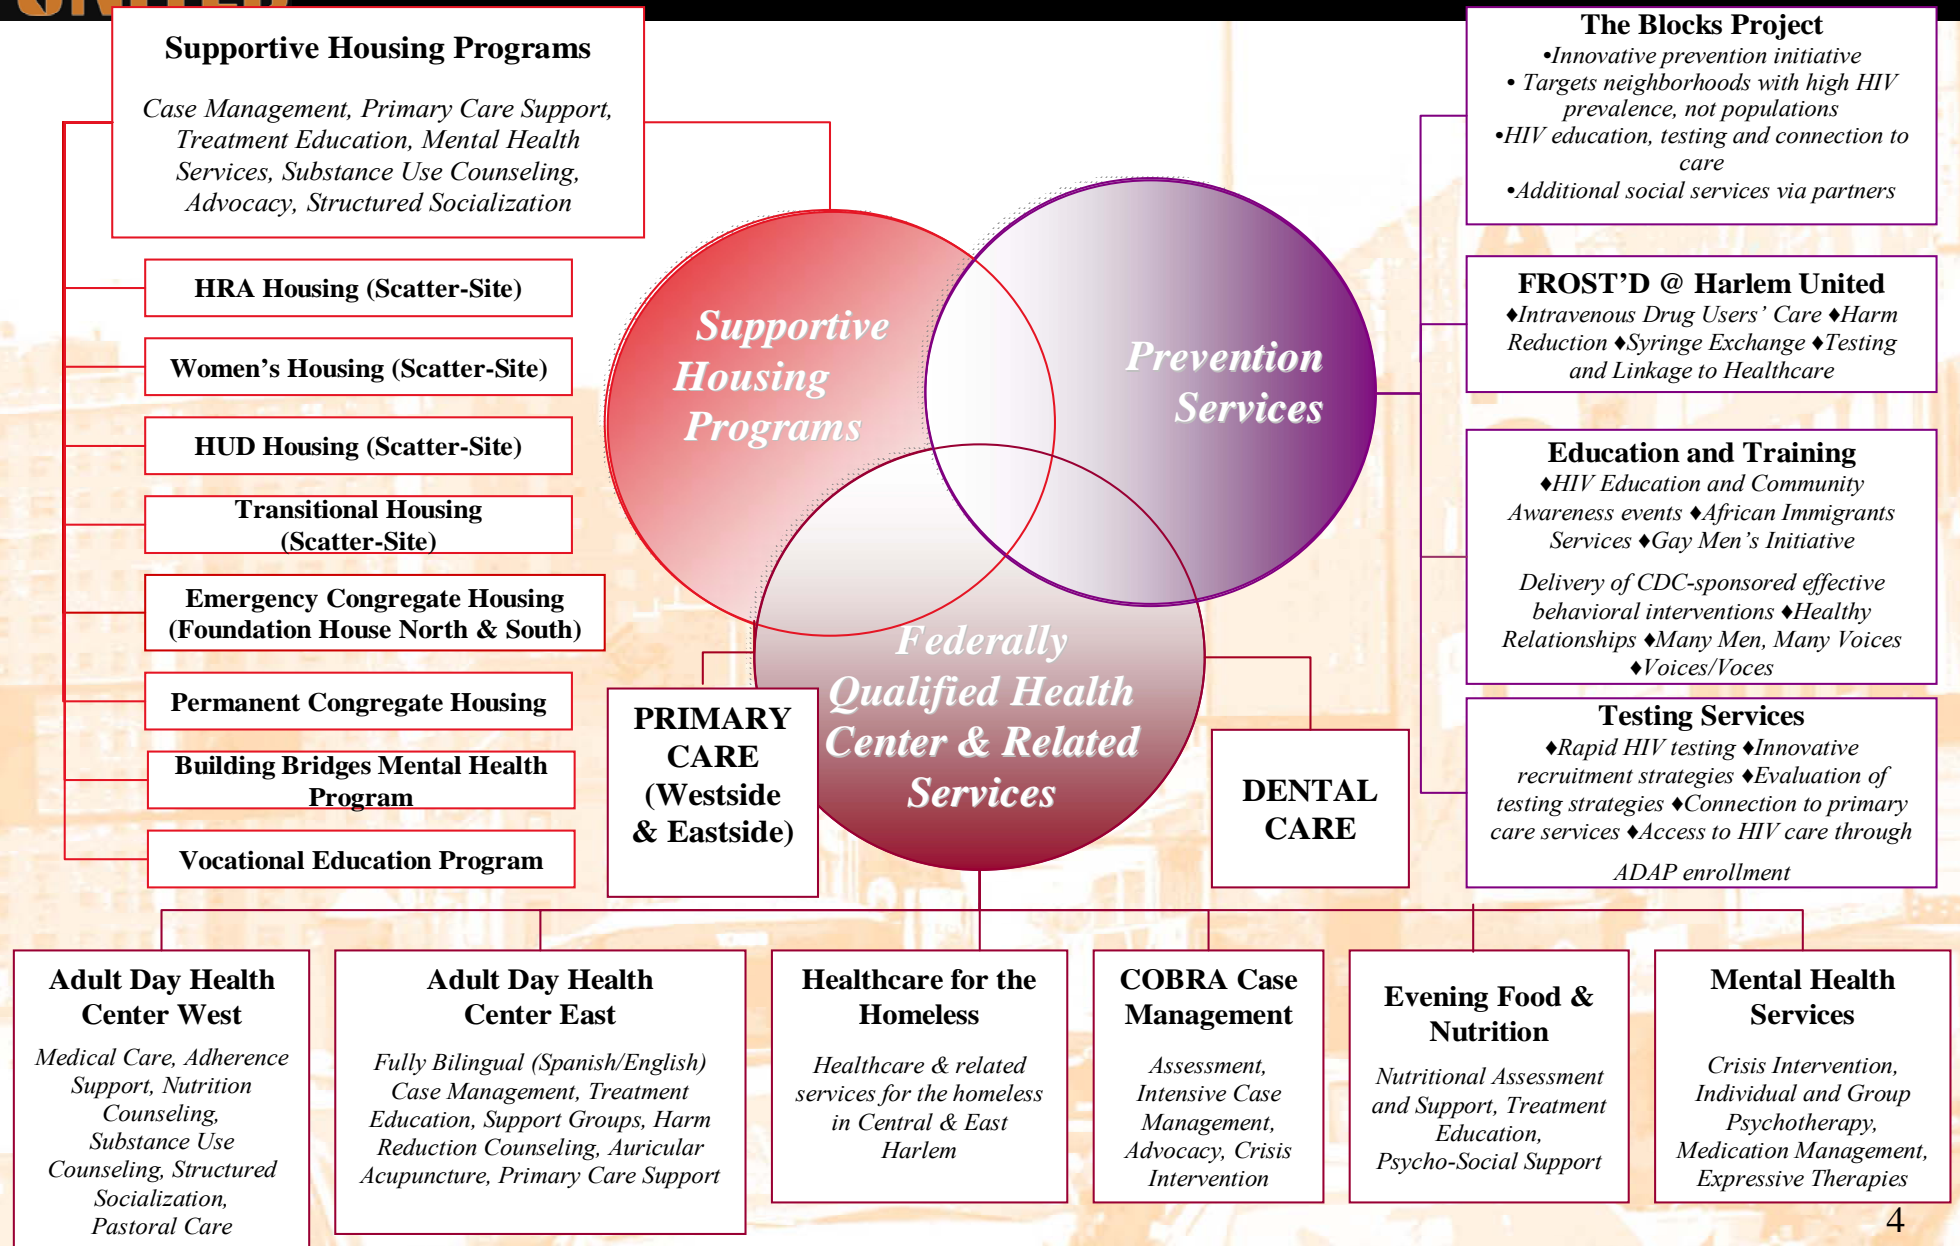 UNITED
Supportive Housing Programs
Case Management, Primary Care Support,
Treatment Education, Mental Health
Services, Substance Use Counseling,
Advocacy, Structured Socialization
HRA Housing (Scatter-Site)
Women's Housing (Scatter-Site)
HUD Housing (Scatter-Site)
Transitional Housing
(Scatter-Site)
Emergency Congregate Housing
(Foundation House North & South)
Permanent Congregate Housing
Building Bridges Mental Health
Program
Vocational Education Program
Supportive
Housing
Programs
Prevention
Services
Federally
Qualified Health
Center & Related
Services
PRIMARY
CARE
(Westside
& Eastside)
DENTAL
CARE
The Blocks Project
•Innovative prevention initiative
• Targets neighborhoods with high HIV
prevalence, not populations
•HIV education, testing and connection to
care
•Additional social services via partners
FROST'D @ Harlem United
♦Intravenous Drug Users' Care ♦Harm
Reduction ♦Syringe Exchange ♦Testing
and Linkage to Healthcare
Education and Training
♦HIV Education and Community
Awareness events ♦African Immigrants
Services ♦Gay Men's Initiative
Delivery of CDC-sponsored effective
behavioral interventions ♦Healthy
Relationships ♦Many Men, Many Voices
♦Voices/Voces
Testing Services
♦Rapid HIV testing ♦Innovative
recruitment strategies ♦Evaluation of
testing strategies ♦Connection to primary
care services ♦Access to HIV care through
ADAP enrollment
Adult Day Health
Center West
Medical Care, Adherence
Support, Nutrition
Counseling,
Substance Use
Counseling, Structured
Socialization,
Pastoral Care
Adult Day Health
Center East
Fully Bilingual (Spanish/English)
Case Management, Treatment
Education, Support Groups, Harm
Reduction Counseling, Auricular
Acupuncture, Primary Care Support
Healthcare for the
Homeless
Healthcare & related
services for the homeless
in Central & East
Harlem
COBRA Case
Management
Assessment,
Intensive Case
Management,
Advocacy, Crisis
Intervention
Evening Food &
Nutrition
Nutritional Assessment
and Support, Treatment
Education,
Psycho-Social Support
Mental Health
Services
Crisis Intervention,
Individual and Group
Psychotherapy,
Medication Management,
Expressive Therapies
4